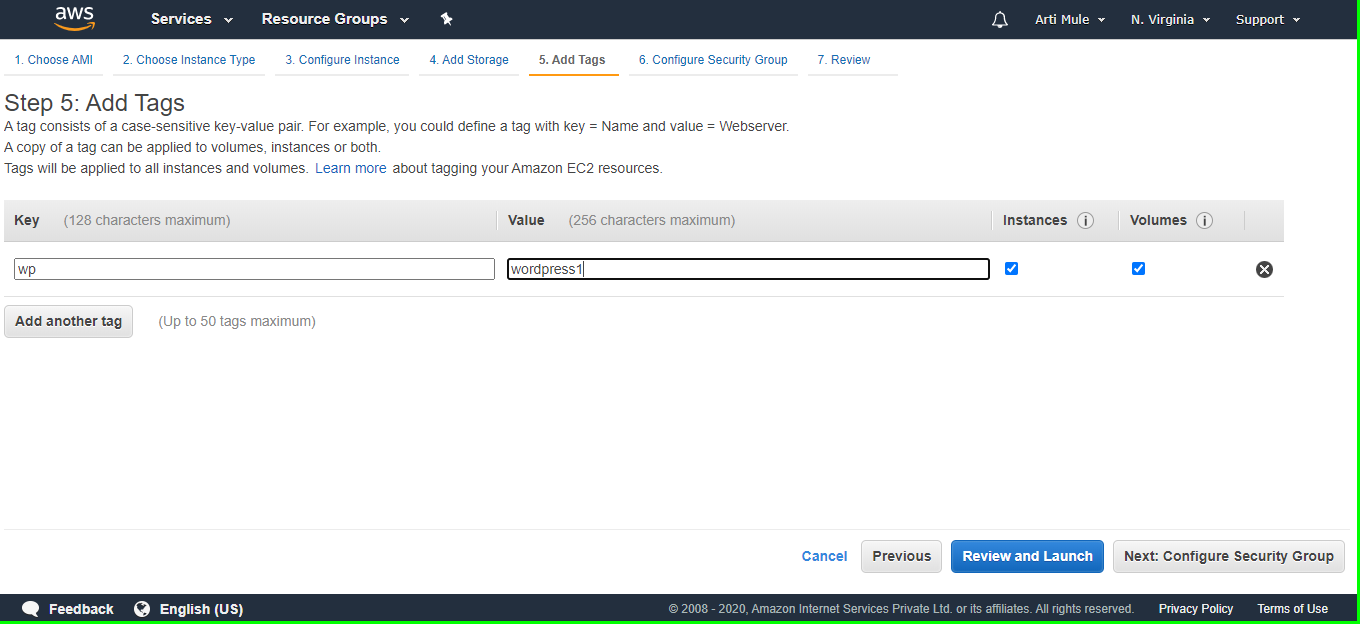 aws Services Resource Groups Arti Mule N. Virginia Support
1. Choose AMI 2. Choose Instance Type 3. Configure Instance 4. Add Storage 5. Add Tags 6. Configure Security Group 7. Review
Step 5: Add Tags
A tag consists of a case-sensitive key-value pair. For example, you could define a tag with key = Name and value = Webserver.
A copy of a tag can be applied to volumes, instances or both.
Tags will be applied to all instances and volumes. Learn more about tagging your Amazon EC2 resources.
Key (128 characters maximum) Value (256 characters maximum) Instances i Volumes i
wp wordpress1
Add another tag (Up to 50 tags maximum)
Cancel Previous Review and Launch Next: Configure Security Group
Feedback English (US) © 2008 - 2020, Amazon Internet Services Private Ltd. or its affiliates. All rights reserved. Privacy Policy Terms of Use